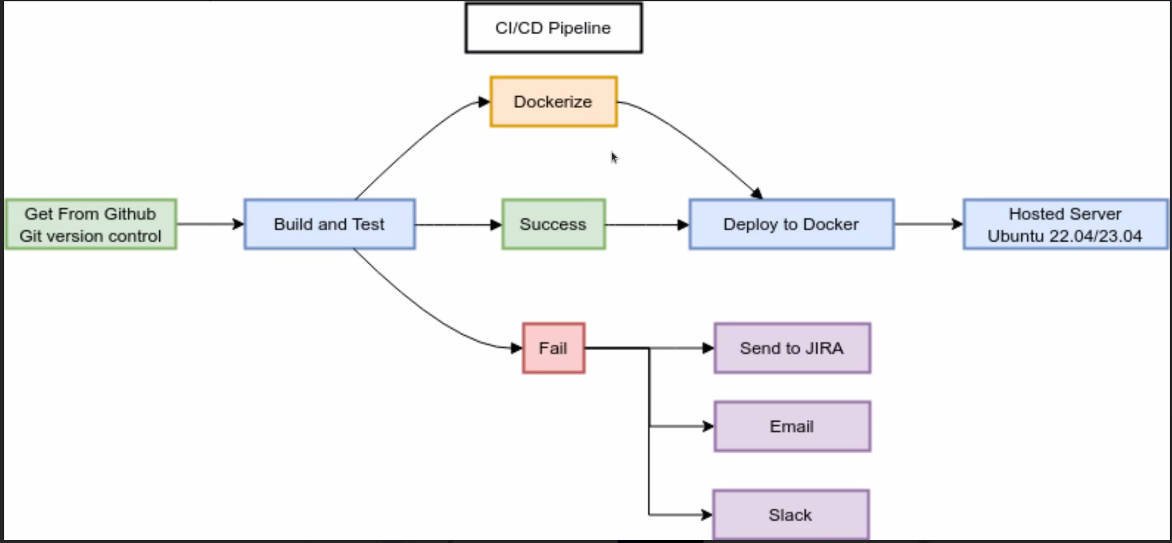 CI/CD Pipeline
Dockerize
Get From Github
Git version control
Build and Test
Success
Deploy to Docker
Hosted Server
Ubuntu 22.04/23.04
Fail
Send to JIRA
Email
Slack